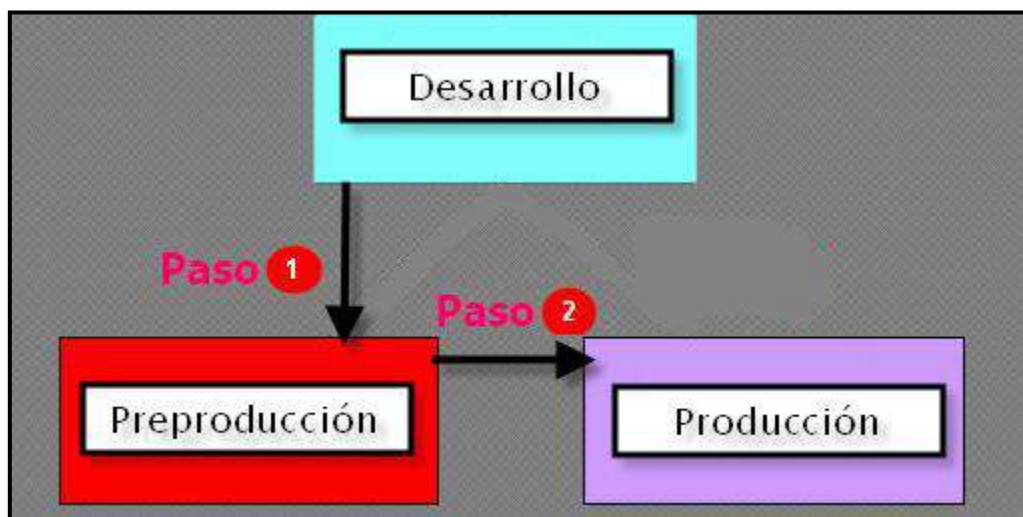 Desarrollo
Paso 1
Paso 2
Preproducción
Producción